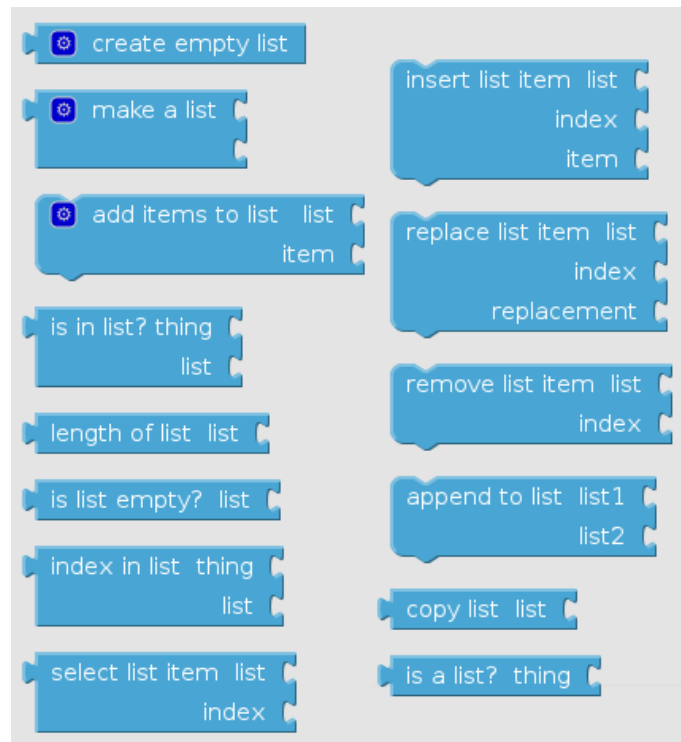 create empty list
make a list
add items to list list
item
is in list? thing
list
length of list list
is list empty? list
index in list thing
list
select list item list
index
insert list item list
index
item
replace list item list
index
replacement
remove list item list
index
append to list list1
list2
copy list list
is a list? thing